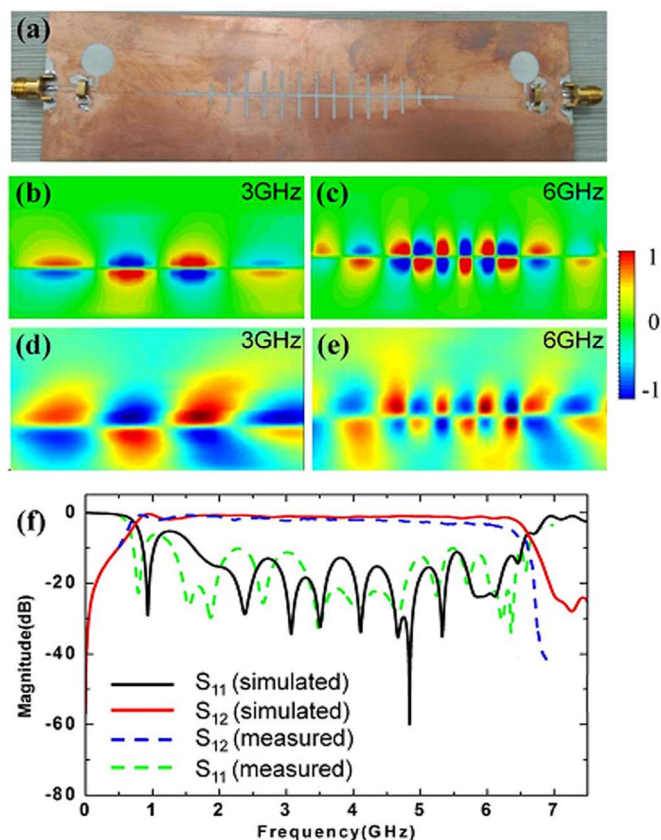 (a)
(b) 3GHz
(c) 6GHz
(d) 3GHz
(e) 6GHz
1
0
-1
(f)
Magnitude(dB)
0
-20
-40
-60
-80
S11 (simulated)
S12 (simulated)
S12 (measured)
S11 (measured)
0 1 2 3 4 5 6 7
Frequency(GHz)